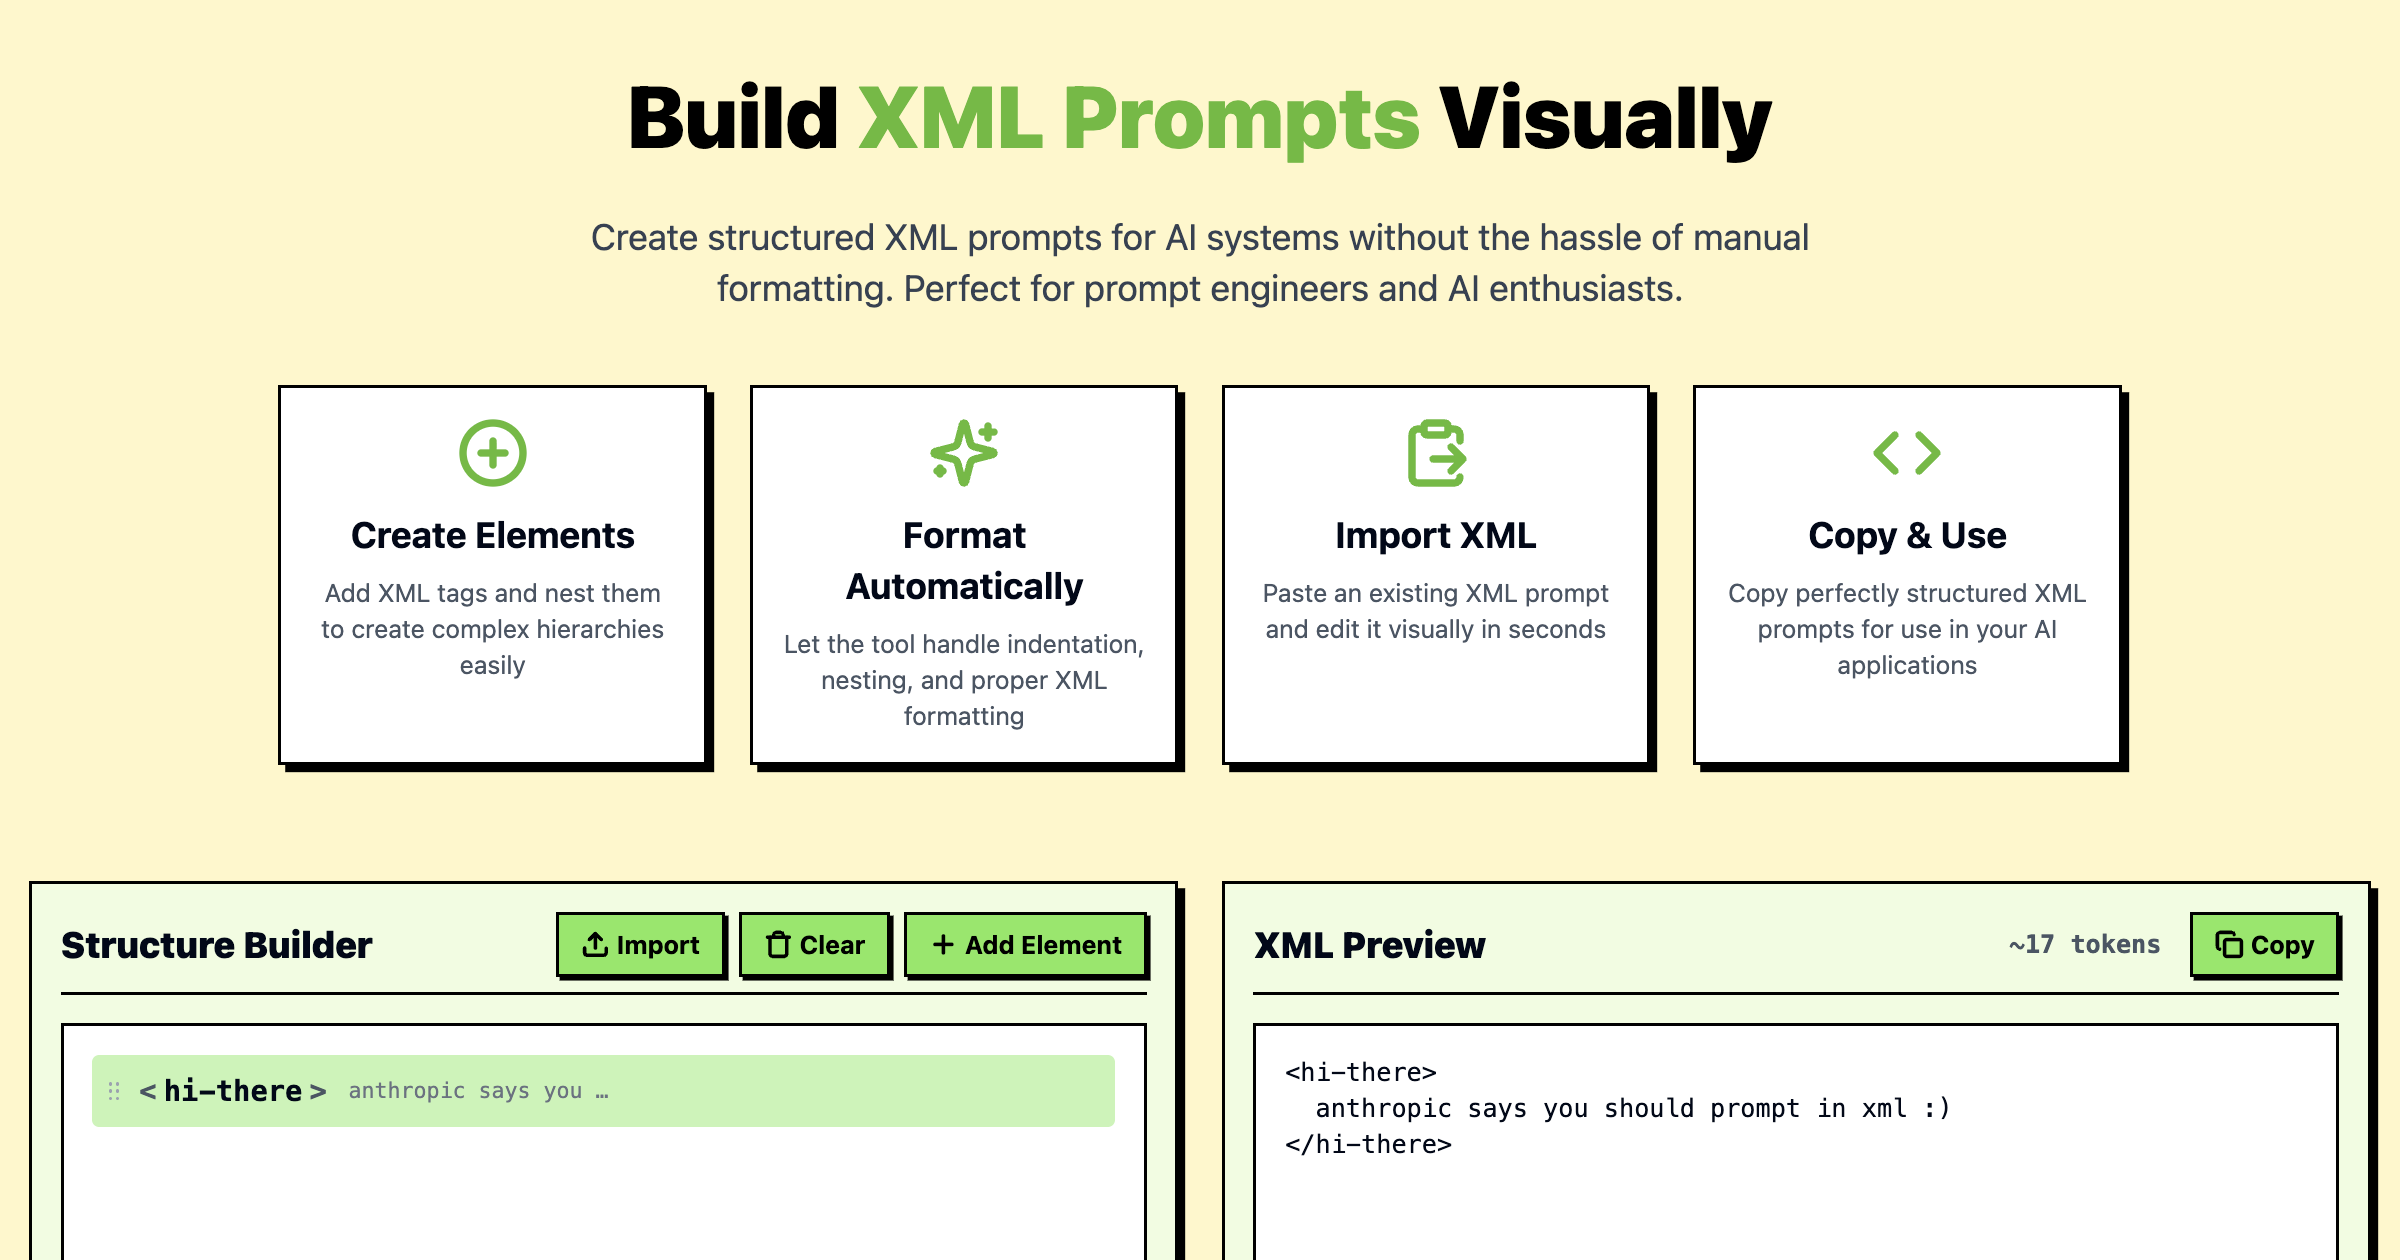 Build XML Prompts Visually
Create structured XML prompts for AI systems without the hassle of manual
formatting. Perfect for prompt engineers and AI enthusiasts.
Create Elements
Add XML tags and nest them
to create complex hierarchies
easily
Format
Automatically
Let the tool handle indentation,
nesting, and proper XML
formatting
Import XML
Paste an existing XML prompt
and edit it visually in seconds
Copy & Use
Copy perfectly structured XML
prompts for use in your AI
applications
Structure Builder
Import
Clear
+ Add Element
<hi-there> anthropic says you …
XML Preview
~17 tokens
Copy
<hi-there>
  anthropic says you should prompt in xml :)
</hi-there>